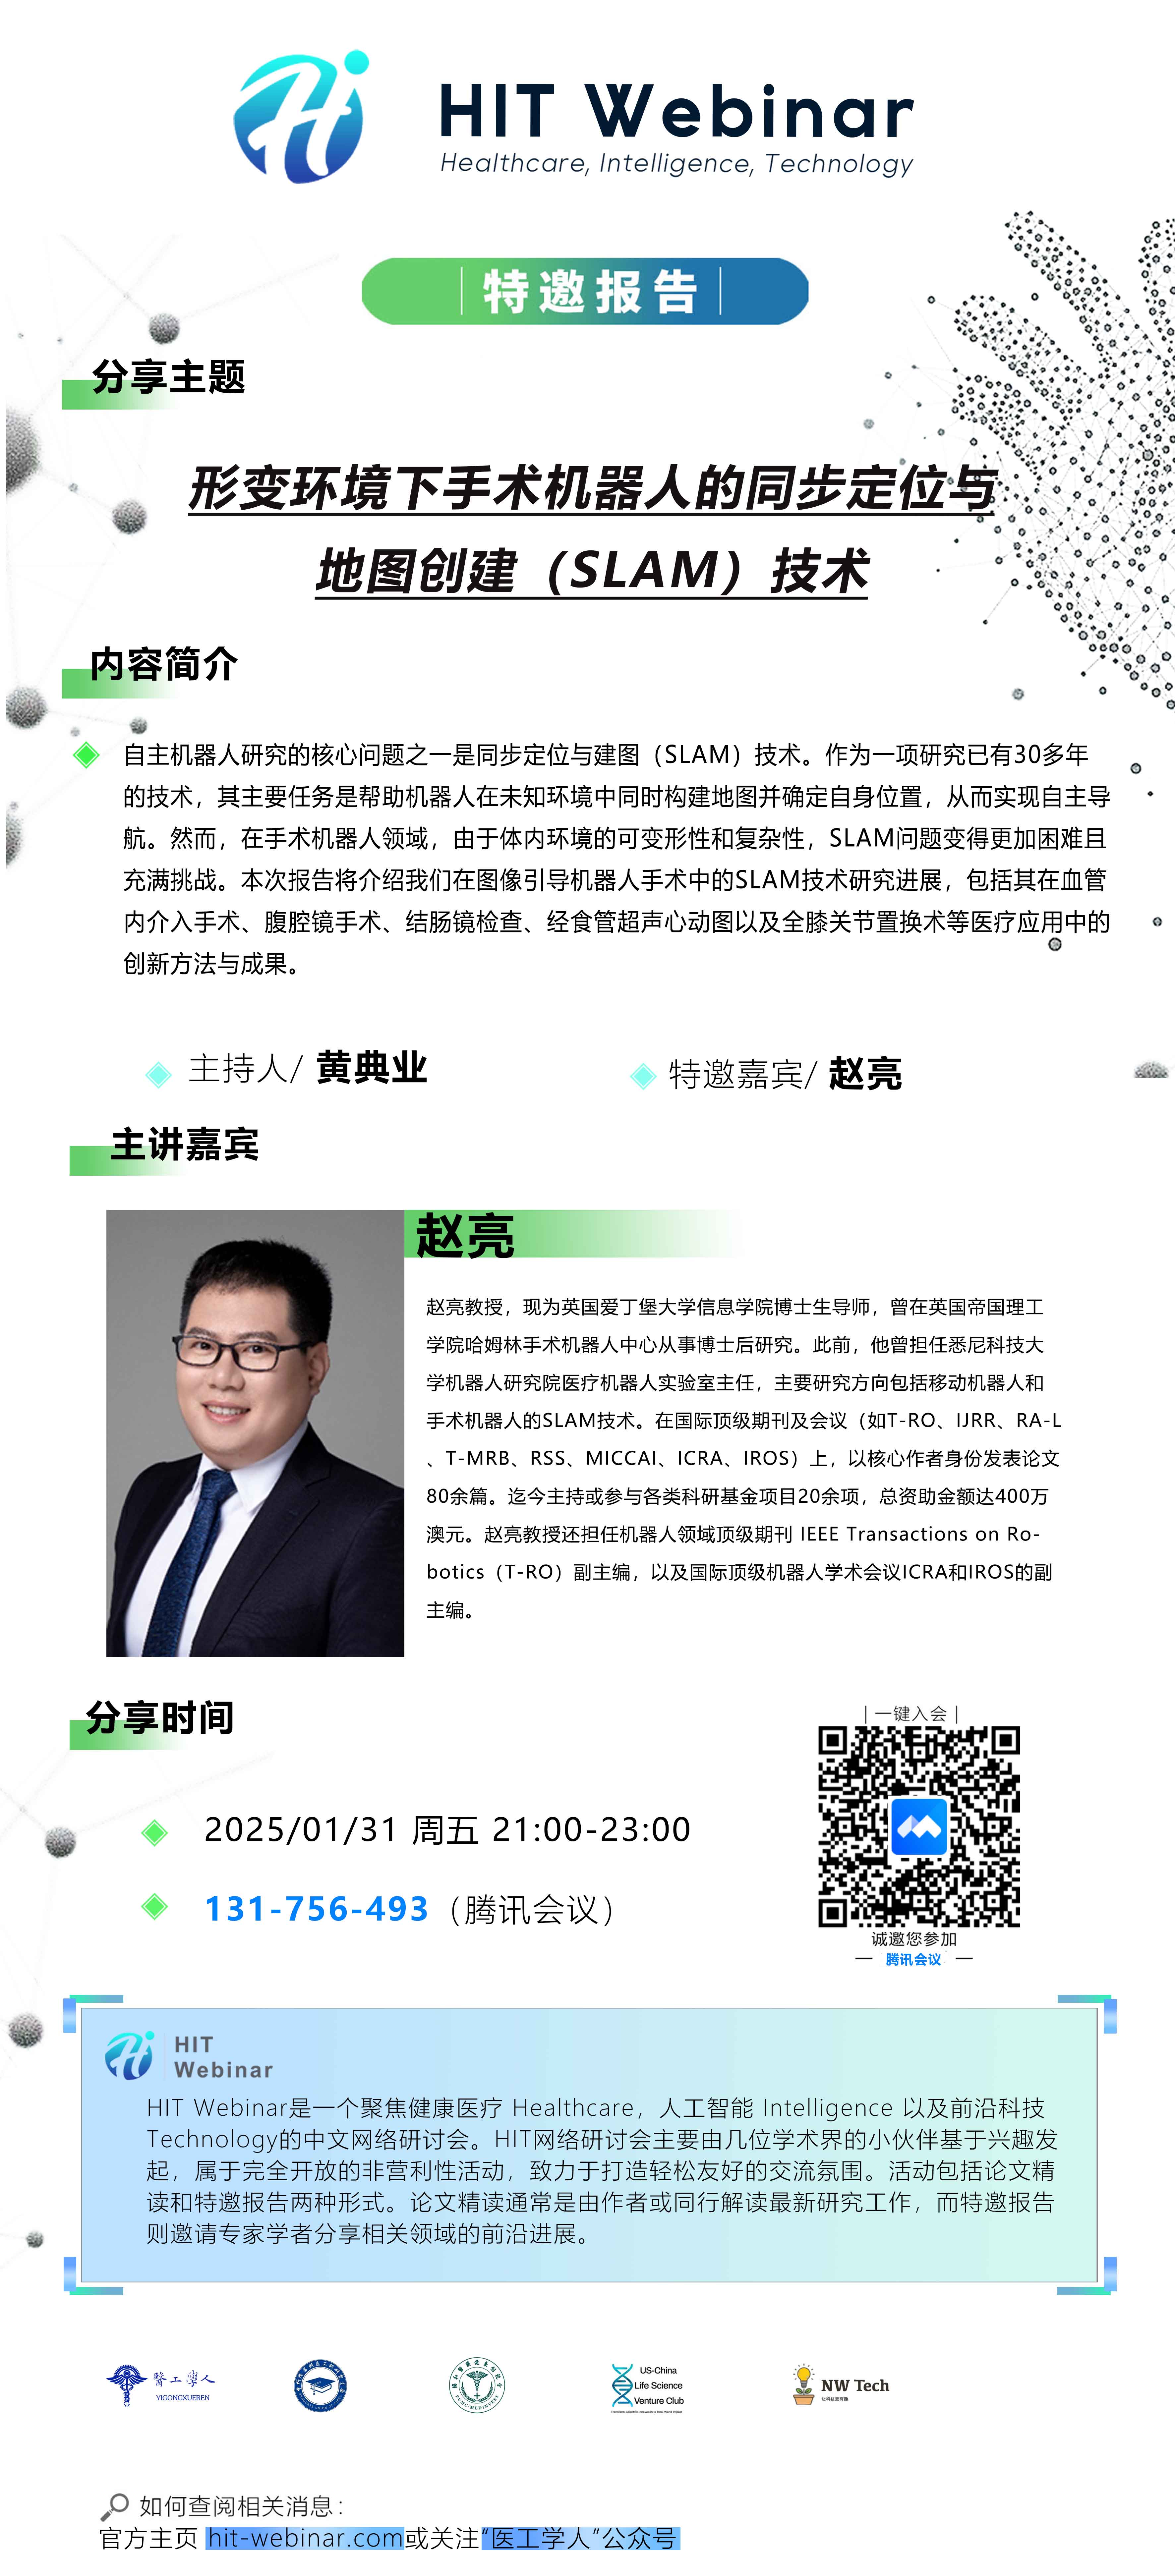 HIT Webinar
Healthcare, Intelligence, Technology
特邀报告
分享主题
形变环境下手术机器人的同步定位与
地图创建（SLAM）技术
内容简介
自主机器人研究的核心问题之一是同步定位与建图（SLAM）技术。作为一项研究已有30多年
的技术，其主要任务是帮助机器人在未知环境中同时构建地图并确定自身位置，从而实现自主导
航。然而，在手术机器人领域，由于体内环境的可变形性和复杂性，SLAM问题变得更加困难且
充满挑战。本次报告将介绍我们在图像引导机器人手术中的SLAM技术研究进展，包括其在血管
内介入手术、腹腔镜手术、结肠镜检查、经食管超声心动图以及全膝关节置换术等医疗应用中的
创新方法与成果。
主持人/ 黄典业
特邀嘉宾/ 赵亮
主讲嘉宾
赵亮
赵亮教授，现为英国爱丁堡大学信息学院博士生导师，曾在英国帝国理工
学院哈姆林手术机器人中心从事博士后研究。此前，他曾担任悉尼科技大
学机器人研究院医疗机器人实验室主任，主要研究方向包括移动机器人和
手术机器人的SLAM技术。在国际顶级期刊及会议（如T-RO、IJRR、RA-L
、T-MRB、RSS、MICCAI、ICRA、IROS）上，以核心作者身份发表论文
80余篇。迄今主持或参与各类科研基金项目20余项，总资助金额达400万
澳元。赵亮教授还担任机器人领域顶级期刊 IEEE Transactions on Ro-
botics（T-RO）副主编，以及国际顶级机器人学术会议ICRA和IROS的副
主编。
分享时间
2025/01/31 周五 21:00-23:00
131-756-493（腾讯会议）
| 一键入会 |
诚邀您参加
— 腾讯会议 —
HIT
Webinar
HIT Webinar是一个聚焦健康医疗 Healthcare，人工智能 Intelligence 以及前沿科技
Technology的中文网络研讨会。HIT网络研讨会主要由几位学术界的小伙伴基于兴趣发
起，属于完全开放的非营利性活动，致力于打造轻松友好的交流氛围。活动包括论文精
读和特邀报告两种形式。论文精读通常是由作者或同行解读最新研究工作，而特邀报告
则邀请专家学者分享相关领域的前沿进展。
醫工學人
YIGONGXUEREN
US-China
Life Science
Venture Club
NW Tech
让科技更有趣
如何查阅相关消息：
官方主页 hit-webinar.com或关注“医工学人”公众号